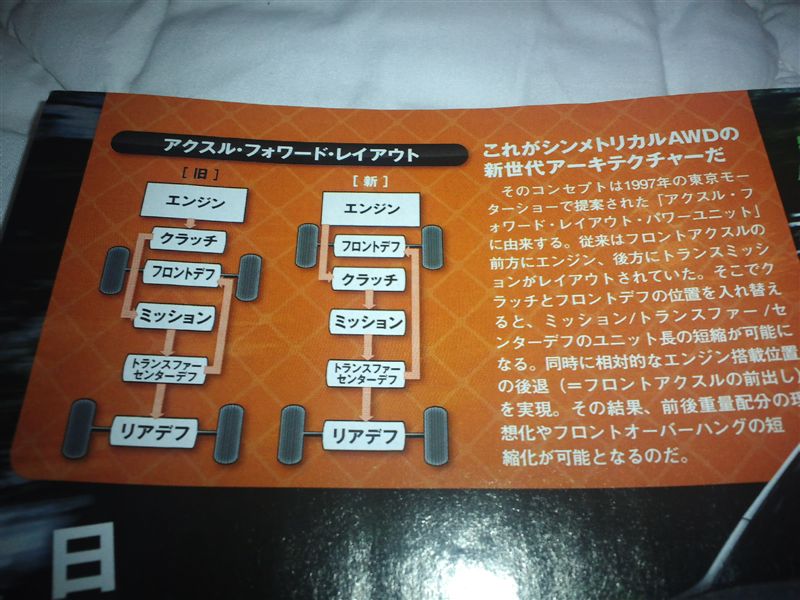 アクスル・フォワード・レイアウト
[ 旧 ]
エンジン
クラッチ
フロントデフ
ミッション
トランスファー
センターデフ
リアデフ
[ 新 ]
エンジン
フロントデフ
クラッチ
ミッション
トランスファー
センターデフ
リアデフ
これがシンメトリカルAWDの
新世代アーキテクチャーだ
そのコンセプトは1997年の東京モー
ターショーで提案された「アクスル・フ
ォワード・レイアウト・パワーユニット」
に由来する。従来はフロントアクスルの
前方にエンジン、後方にトランスミッシ
ョンがレイアウトされていた。そこでク
ラッチとフロントデフの位置を入れ替え
ると、ミッション/トランスファー/セ
ンターデフのユニット長の短縮が可能に
なる。同時に相対的なエンジン搭載位置
の後退（＝フロントアクスルの前出し）
を実現。その結果、前後重量配分の理
想化やフロントオーバーハングの短
縮化が可能となるのだ。
日